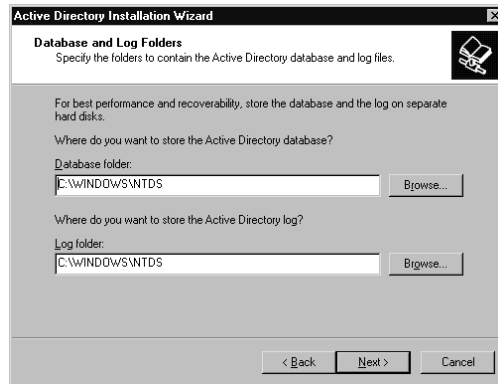 Active Directory Installation Wizard
Database and Log Folders
Specify the folders to contain the Active Directory database and log files.
For best performance and recoverability, store the database and the log on separate
hard disks.
Where do you want to store the Active Directory database?
Database folder:
C:\WINDOWS\NTDS
Browse...
Where do you want to store the Active Directory log?
Log folder:
C:\WINDOWS\NTDS
Browse...
< Back
Next >
Cancel